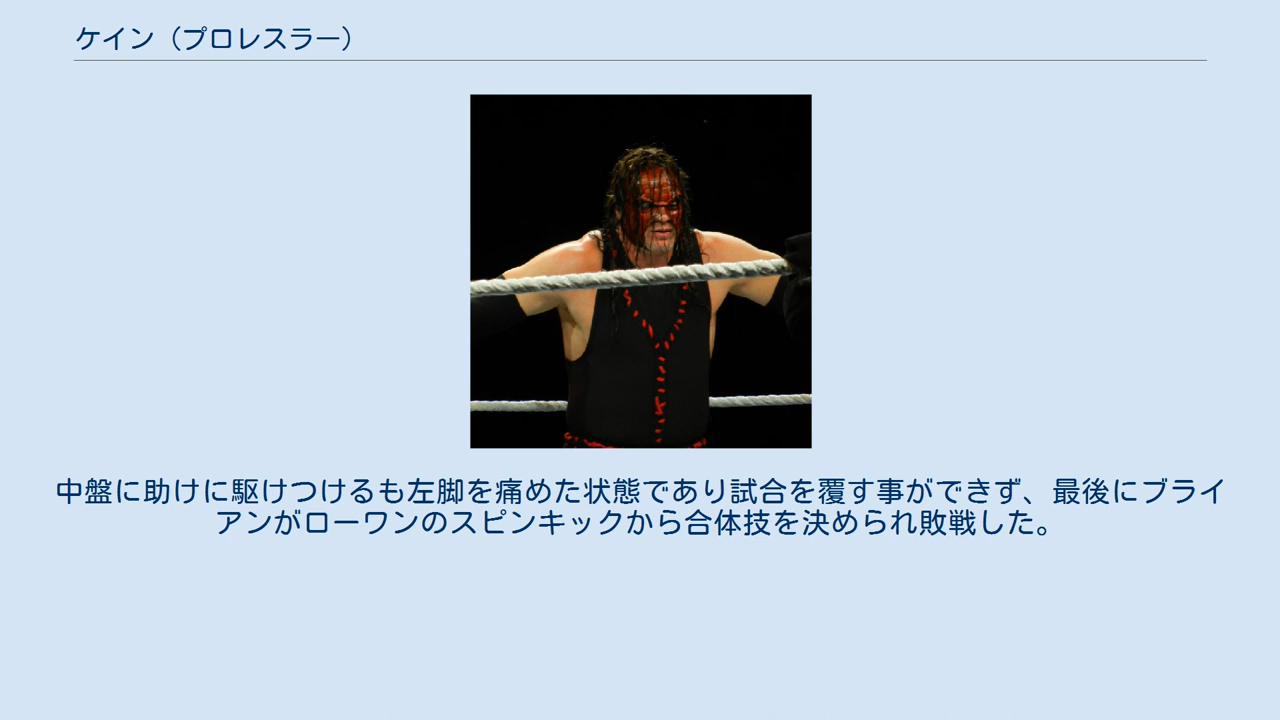 ケイン（プロレスラー）
中盤に助けに駆けつけるも左脚を痛めた状態であり試合を覆す事ができず、最後にブライ
アンがローワンのスピンキックから合体技を決められ敗戦した。